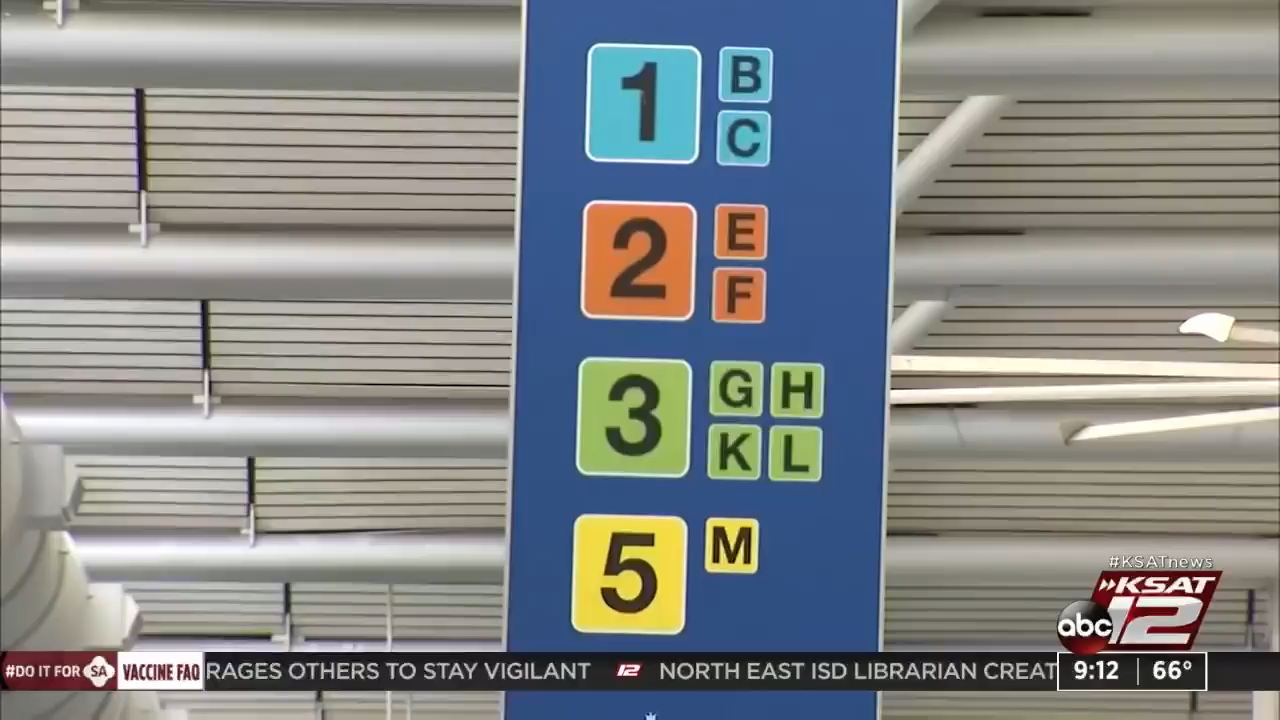 1 B
C
2 E
F
3 G H
K L
5 M
#KSATnews
KSAT
abc 12
#DO IT FOR SA VACCINE FAQ RAGES OTHERS TO STAY VIGILANT 12 NORTH EAST ISD LIBRARIAN CREAT 9:12 66°